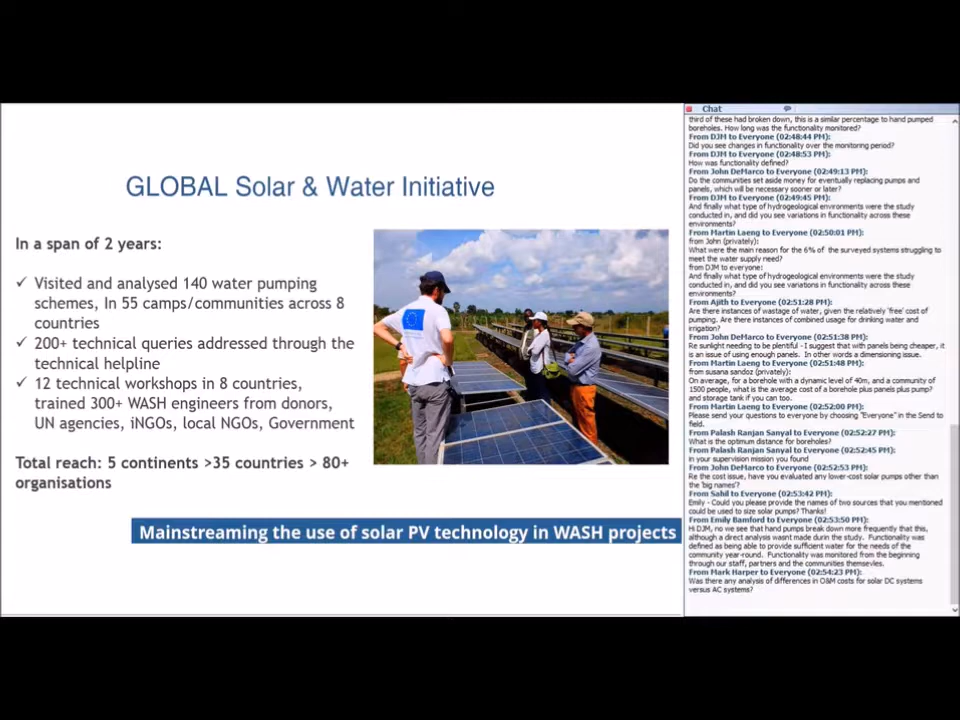 GLOBAL Solar & Water Initiative
In a span of 2 years:
✓ Visited and analysed 140 water pumping
schemes, In 55 camps/communities across 8
countries
✓ 200+ technical queries addressed through the
technical helpline
✓ 12 technical workshops in 8 countries,
trained 300+ WASH engineers from donors,
UN agencies, iNGOs, local NGOs, Government
Total reach: 5 continents >35 countries > 80+
organisations
Mainstreaming the use of solar PV technology in WASH projects
Chat
third of these had broken down, this is a similar percentage to hand pumped
boreholes. How long was the functionality monitored?
From DJM to Everyone (02:48:44 PM):
Did you see changes in functionality over the monitoring period?
From DJM to Everyone (02:48:53 PM):
How was functionality defined?
From John DeMarco to Everyone (02:49:13 PM):
Do the communities set aside money for eventually replacing pumps and
panels, which will be necessary sooner or later?
From DJM to Everyone (02:49:45 PM):
And finally what type of hydrogeological environments were the study
conducted in, and did you see variations in functionality across these
environments?
From Martin Laeng to Everyone (02:50:01 PM):
from John (privately):
What were the main reason for the 6% of the surveyed systems struggling to
meet the water supply need?
from DJM to everyone:
And finally what type of hydrogeological environments were the study
conducted in, and did you see variations in functionality across these
environments?
From Ajith to Everyone (02:51:28 PM):
Are there instances of wastage of water, given the relatively 'free' cost of
pumping. Are there instances of combined usage for drinking water and
irrigation?
From John DeMarco to Everyone (02:51:38 PM):
Re sunlight needing to be plentiful - I suggest that with panels being cheaper, it
is an issue of using enough panels. In other words a dimensioning issue.
From Martin Laeng to Everyone (02:51:48 PM):
from susana sandoz (privately):
On average, for a borehole with a dynamic level of 40m, and a community of
1500 people, what is the average cost of a borehole plus panels plus pump?
and storage tank if you can too.
From Martin Laeng to Everyone (02:52:00 PM):
Please send your questions to everyone by choosing "Everyone" in the Send to
field.
From Palash Ranjan Sanyal to Everyone (02:52:27 PM):
What is the optimum distance for boreholes?
From Palash Ranjan Sanyal to Everyone (02:52:45 PM):
in your supervision mission you found
From John DeMarco to Everyone (02:52:53 PM):
Re the cost issue, have you evaluated any lower-cost solar pumps other than
the 'big names'?
From Sahil to Everyone (02:53:42 PM):
Emily - Could you please provide the names of two sources that you mentioned
could be used to size solar pumps? Thanks!
From Emily Bamford to Everyone (02:53:50 PM):
Hi DJM, no we see that hand pumps break down more frequently that this,
although a direct analysis wasnt made durin the study. Functionality was
defined as being able to provide sufficient water for the needs of the
community year-round. Functionality was monitored from the beginning
through our staff, partners and the communities themsevles.
From Mark Harper to Everyone (02:54:23 PM):
Was there any analysis of differences in O&M costs for solar DC systems
versus AC systems?